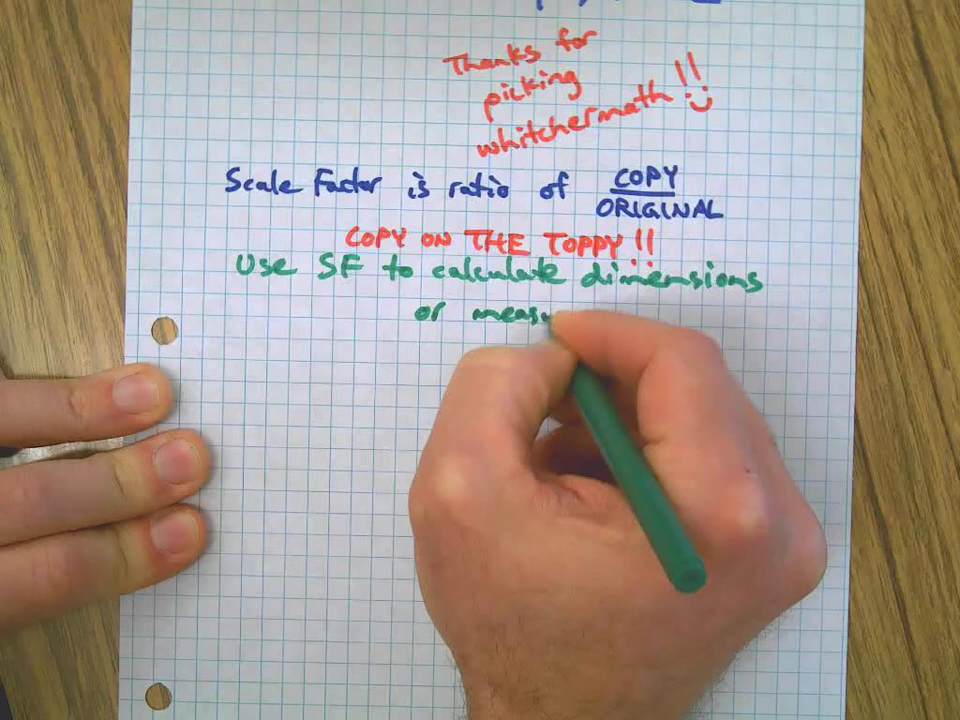 Thanks for
picking
whitchermath!!
Scale Factor is ratio of COPY
ORIGINAL
COPY ON THE TOPPY!!
Use SF to calculate dimensions
or meas